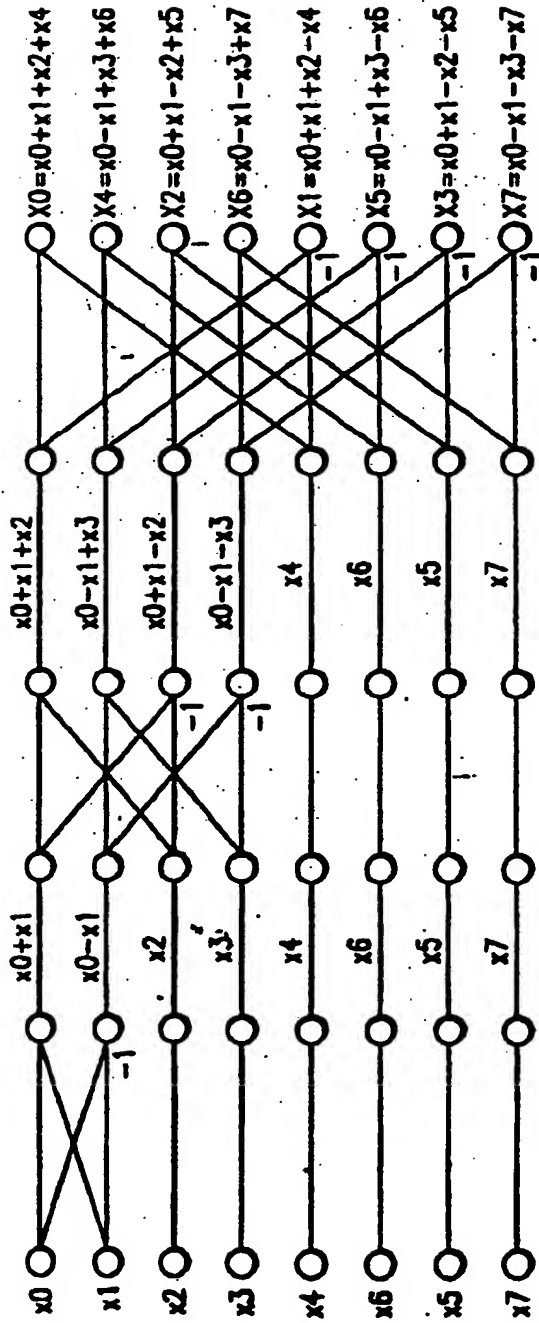 x0
x1
x2
x3
x4
x6
x5
x7
-1
x0+x1
x0-x1
x2
x3
x4
x6
x5
x7
-1
-1
x0+x1+x2
x0-x1+x3
x0+x1-x2
x0-x1-x3
x4
x6
x5
x7
-1
-1
-1
-1
X0=x0+x1+x2+x4
X4=x0-x1+x3+x6
X2=x0+x1-x2+x5
X6=x0-x1-x3+x7
X1=x0+x1+x2-x4
X5=x0-x1+x3-x6
X3=x0+x1-x2-x5
X7=x0-x1-x3-x7